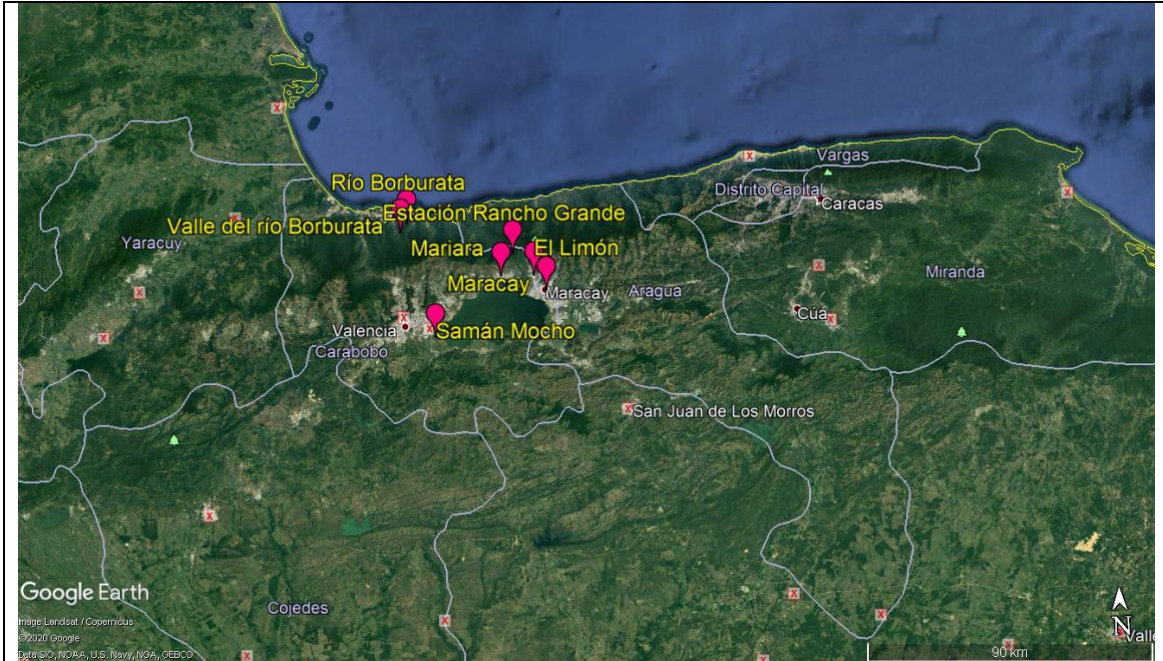 Vargas
Río Borburata
Distrito Capital
Caracas
Estación Rancho Grande
Valle del río Borburata
Yaracuy
Mariara
El Limón
Miranda
Maracay
Maracay
Aragua
Cúa
Valencia
Samán Mocho
Carabobo
San Juan de Los Morros
Google Earth
Cojedes
Image Landsat / Copernicus
©2020 Google
N
Valle
Data SIO, NOAA, U.S. Navy, NGA, GEBCO
90 km